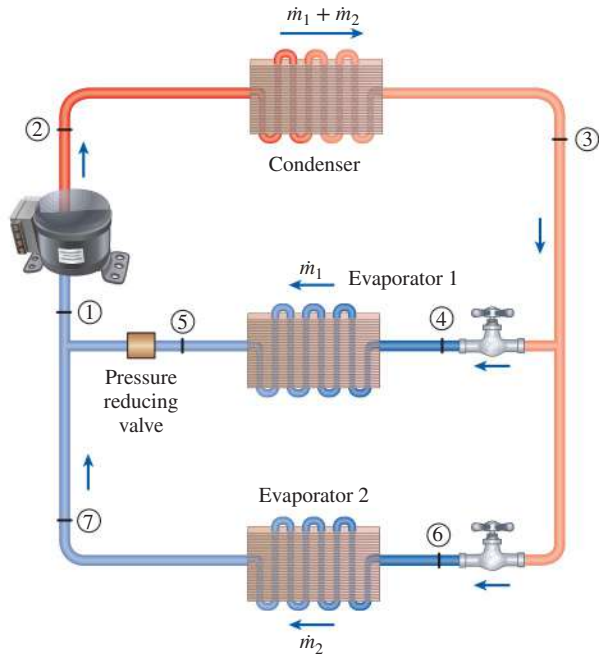 ṁ₁ + ṁ₂
②
③
Condenser
ṁ₁
Evaporator 1
①
⑤
④
Pressure
reducing
valve
Evaporator 2
⑦
⑥
ṁ₂